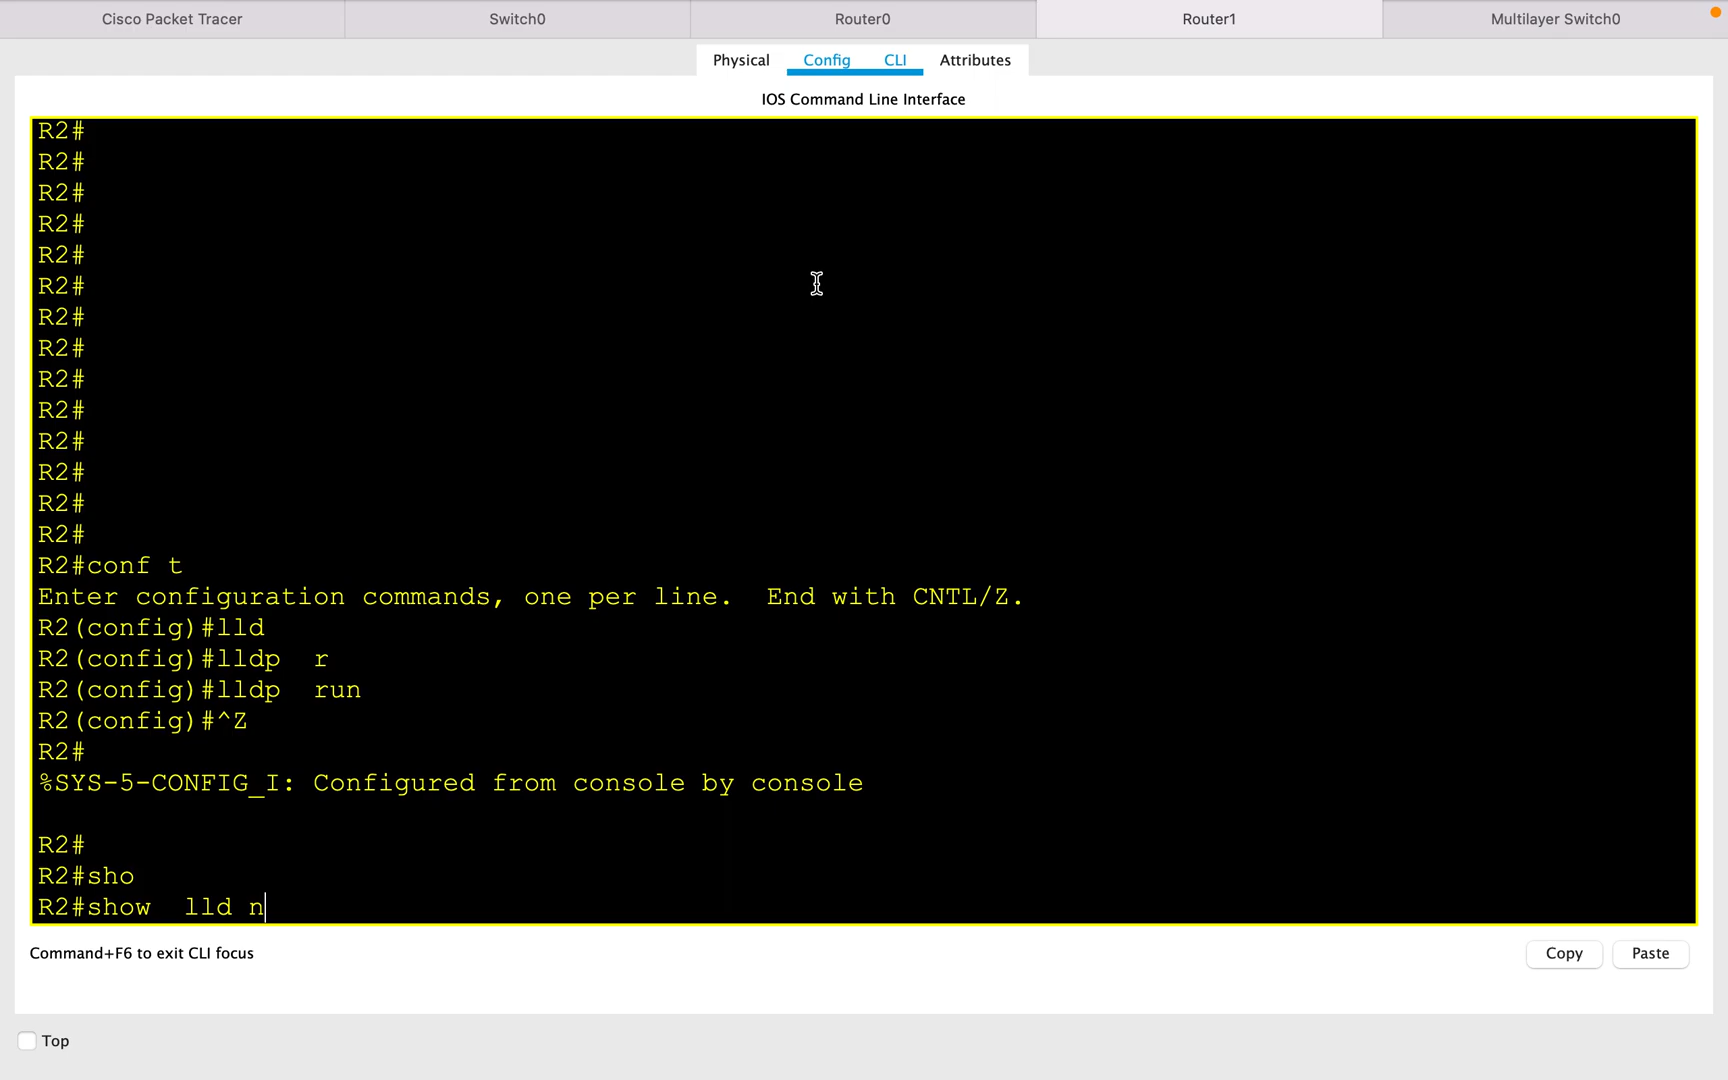 Cisco Packet Tracer
Switch0
Router0
Router1
Multilayer Switch0
Physical
Config
CLI
Attributes
IOS Command Line Interface
R2#
R2#
R2#
R2#
R2#
R2#
R2#
R2#
R2#
R2#
R2#
R2#
R2#
R2#
R2#conf t
Enter configuration commands, one per line.  End with CNTL/Z.
R2(config)#lld
R2(config)#lldp  r
R2(config)#lldp  run
R2(config)#^Z
R2#
%SYS-5-CONFIG_I: Configured from console by console
R2#
R2#sho
R2#show  lld n
Command+F6 to exit CLI focus
Copy
Paste
Top